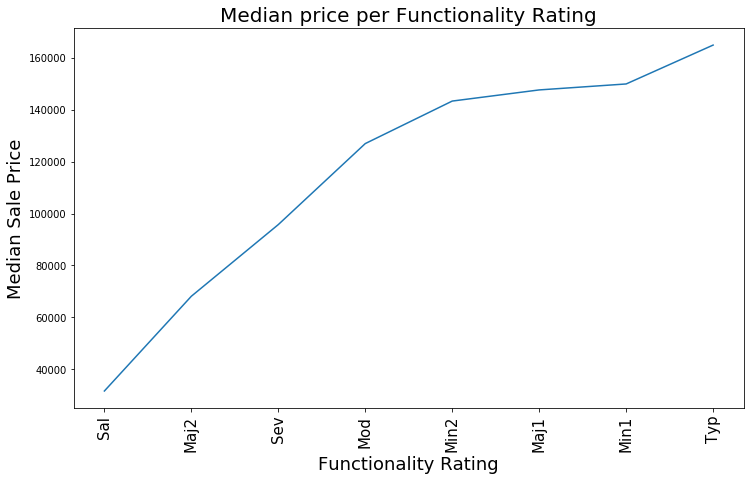 Median price per Functionality Rating
Median Sale Price
160000
140000
120000
100000
80000
60000
40000
Sal
Maj2
Sev
Mod
Min2
Maj1
Min1
Typ
Functionality Rating